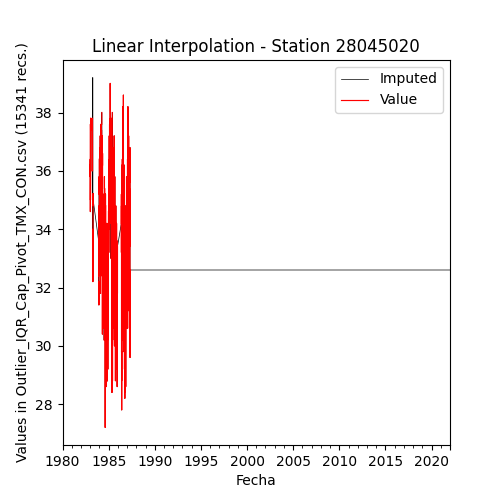 Linear Interpolation - Station 28045020
Values in Outlier_IQR_Cap_Pivot_TMX_CON.csv (15341 recs.)
Imputed
Value
38
36
34
32
30
28
1980 1985 1990 1995 2000 2005 2010 2015 2020
Fecha